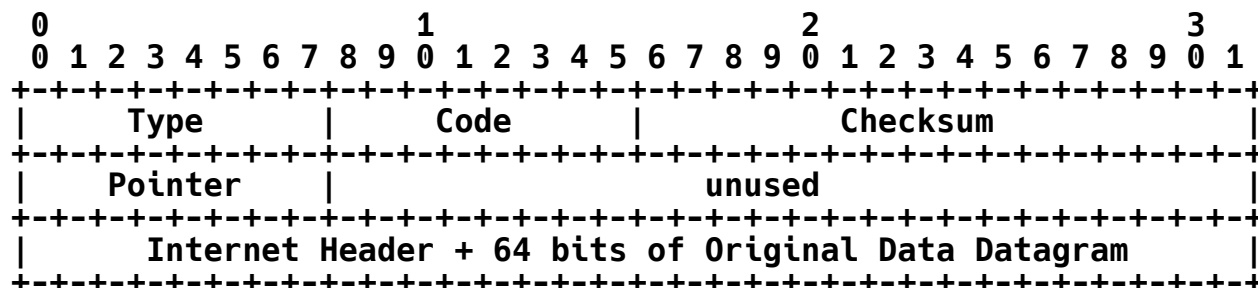 0                   1                   2                   3
 0 1 2 3 4 5 6 7 8 9 0 1 2 3 4 5 6 7 8 9 0 1 2 3 4 5 6 7 8 9 0 1
+-+-+-+-+-+-+-+-+-+-+-+-+-+-+-+-+-+-+-+-+-+-+-+-+-+-+-+-+-+-+-+-+
|     Type      |     Code      |          Checksum             |
+-+-+-+-+-+-+-+-+-+-+-+-+-+-+-+-+-+-+-+-+-+-+-+-+-+-+-+-+-+-+-+-+
|    Pointer    |                   unused                      |
+-+-+-+-+-+-+-+-+-+-+-+-+-+-+-+-+-+-+-+-+-+-+-+-+-+-+-+-+-+-+-+-+
|      Internet Header + 64 bits of Original Data Datagram      |
+-+-+-+-+-+-+-+-+-+-+-+-+-+-+-+-+-+-+-+-+-+-+-+-+-+-+-+-+-+-+-+-+